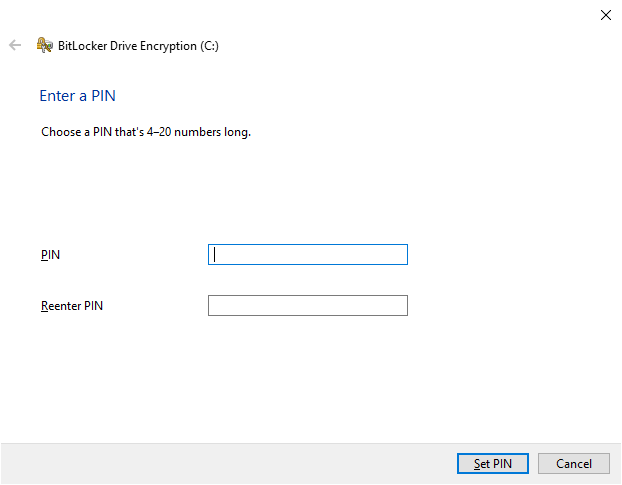 BitLocker Drive Encryption (C:)
Enter a PIN
Choose a PIN that's 4–20 numbers long.
PIN
Reenter PIN
Set PIN Cancel